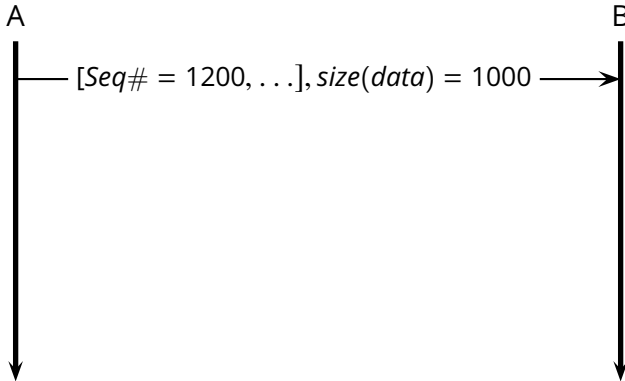 A B
[Seq# = 1200, . . .], size(data) = 1000